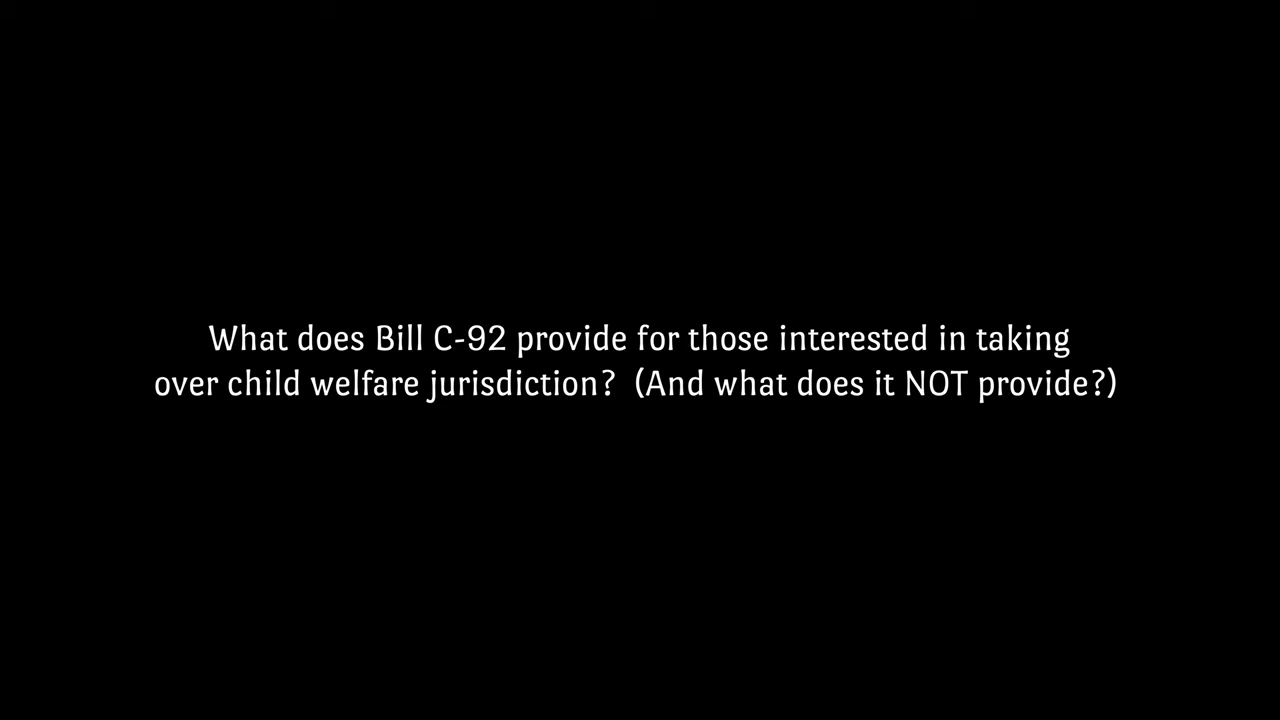 What does Bill C-92 provide for those interested in taking
over child welfare jurisdiction?  (And what does it NOT provide?)